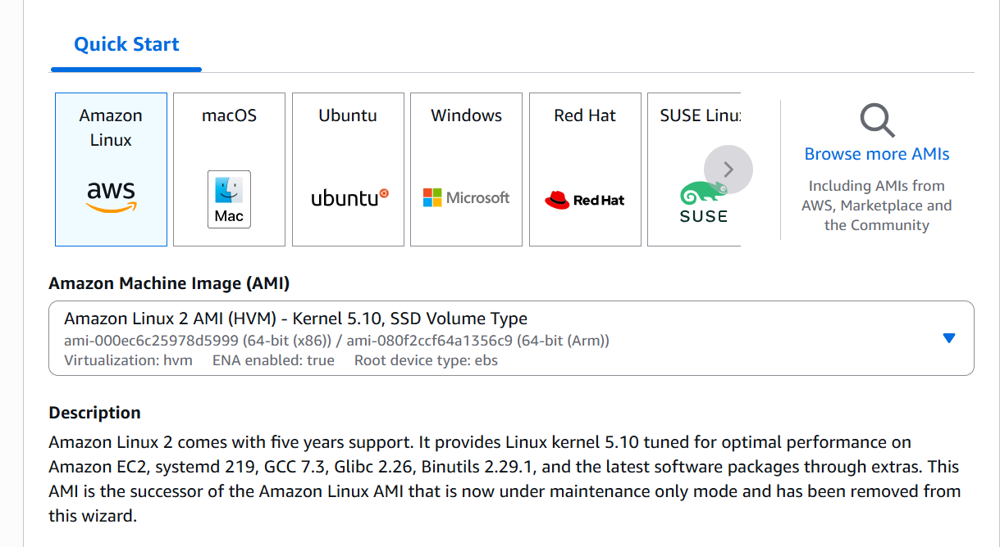 Quick Start
Amazon
Linux
aws
macOS
Mac
Ubuntu
ubuntu
Windows
Microsoft
Red Hat
Red Hat
SUSE Linu
SUSE
Browse more AMIs
Including AMIs from
AWS, Marketplace and
the Community
Amazon Machine Image (AMI)
Amazon Linux 2 AMI (HVM) - Kernel 5.10, SSD Volume Type
ami-000ec6c25978d5999 (64-bit (x86)) / ami-080f2ccf64a1356c9 (64-bit (Arm))
Virtualization: hvm ENA enabled: true Root device type: ebs
Description
Amazon Linux 2 comes with five years support. It provides Linux kernel 5.10 tuned for optimal performance on
Amazon EC2, systemd 219, GCC 7.3, Glibc 2.26, Binutils 2.29.1, and the latest software packages through extras. This
AMI is the successor of the Amazon Linux AMI that is now under maintenance only mode and has been removed from
this wizard.